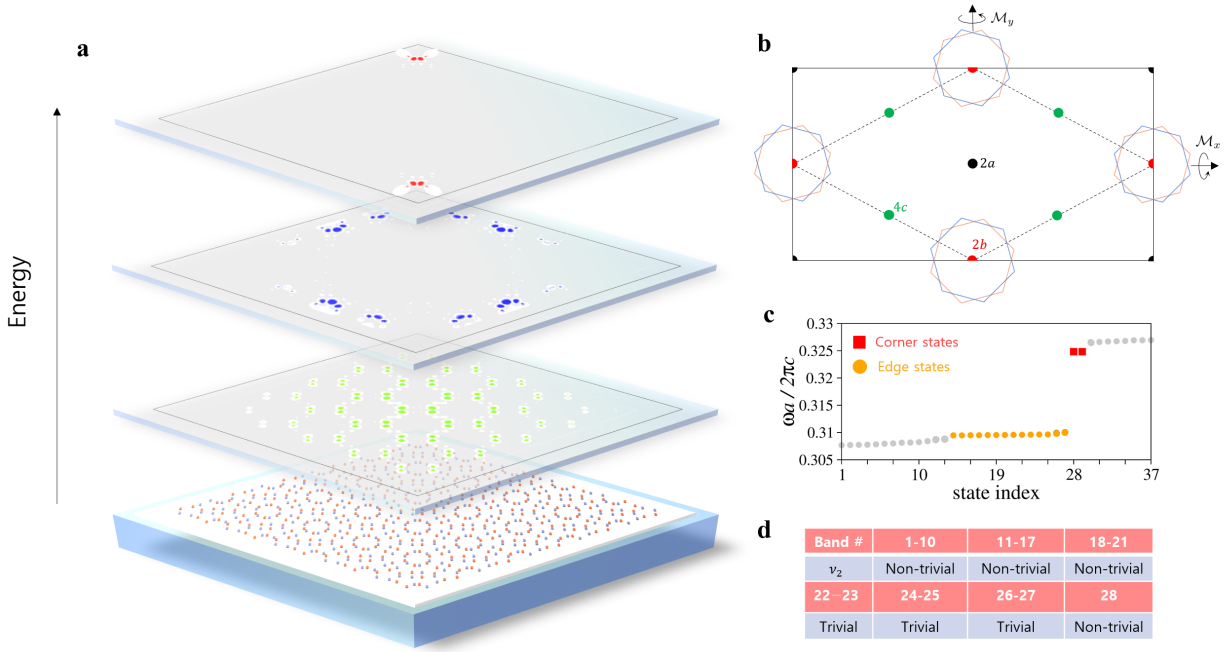 a
Energy
b
ℳy
ℳx
2a
4c
2b
c
0.33
0.325
0.32
0.315
0.31
0.305
ωa / 2πc
Corner states
Edge states
1 10 19 28 37
state index
d
Band # 1-10 11-17 18-21
ν2 Non-trivial Non-trivial Non-trivial
22−23 24-25 26-27 28
Trivial Trivial Trivial Non-trivial